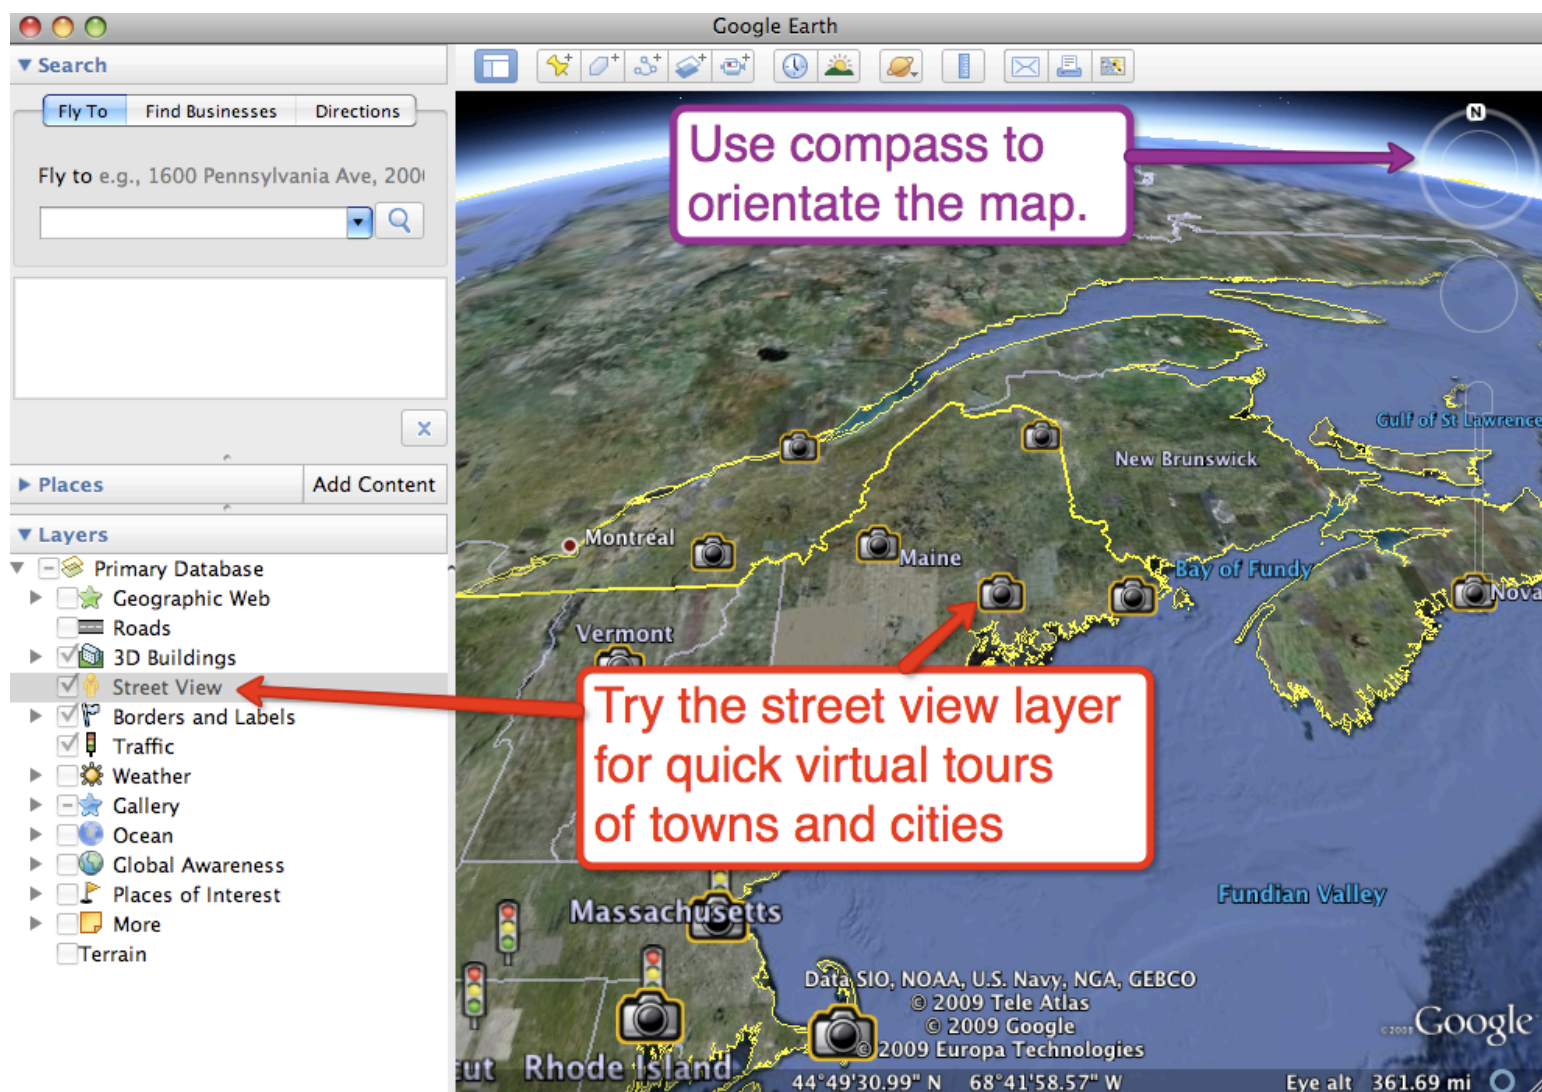 Google Earth
Search
Fly To
Find Businesses
Directions
Fly to e.g., 1600 Pennsylvania Ave, 200
Places
Add Content
Layers
Primary Database
Geographic Web
Roads
3D Buildings
Street View
Borders and Labels
Traffic
Weather
Gallery
Ocean
Global Awareness
Places of Interest
More
Terrain
Use compass to
orientate the map.
N
Gulf of St Lawrence
New Brunswick
Montréal
Maine
Bay of Fundy
Nova
Vermont
Try the street view layer
for quick virtual tours
of towns and cities
Fundian Valley
Massachusetts
Data SIO, NOAA, U.S. Navy, NGA, GEBCO
© 2009 Tele Atlas
© 2009 Google
© 2009 Europa Technologies
Google
cut Rhode Island
44°49'30.99" N 68°41'58.57" W
Eye alt 361.69 mi